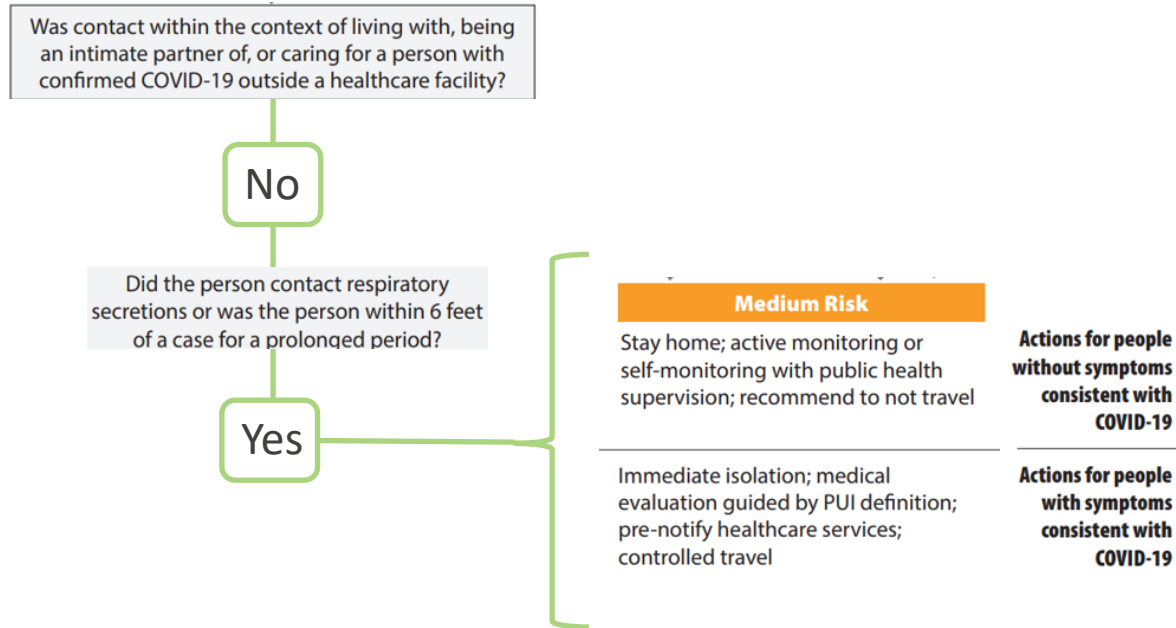 Was contact within the context of living with, being
an intimate partner of, or caring for a person with
confirmed COVID-19 outside a healthcare facility?
No
Did the person contact respiratory
secretions or was the person within 6 feet
of a case for a prolonged period?
Yes
Medium Risk
Stay home; active monitoring or
self-monitoring with public health
supervision; recommend to not travel
Actions for people
without symptoms
consistent with
COVID-19
Immediate isolation; medical
evaluation guided by PUI definition;
pre-notify healthcare services;
controlled travel
Actions for people
with symptoms
consistent with
COVID-19